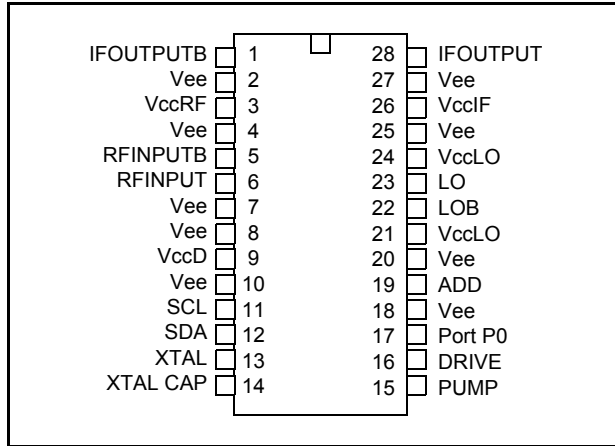 IFOUTPUTB 1 28 IFOUTPUT
Vee 2 27 Vee
VccRF 3 26 VccIF
Vee 4 25 Vee
RFINPUTB 5 24 VccLO
RFINPUT 6 23 LO
Vee 7 22 LOB
Vee 8 21 VccLO
VccD 9 20 Vee
Vee 10 19 ADD
SCL 11 18 Vee
SDA 12 17 Port P0
XTAL 13 16 DRIVE
XTAL CAP 14 15 PUMP